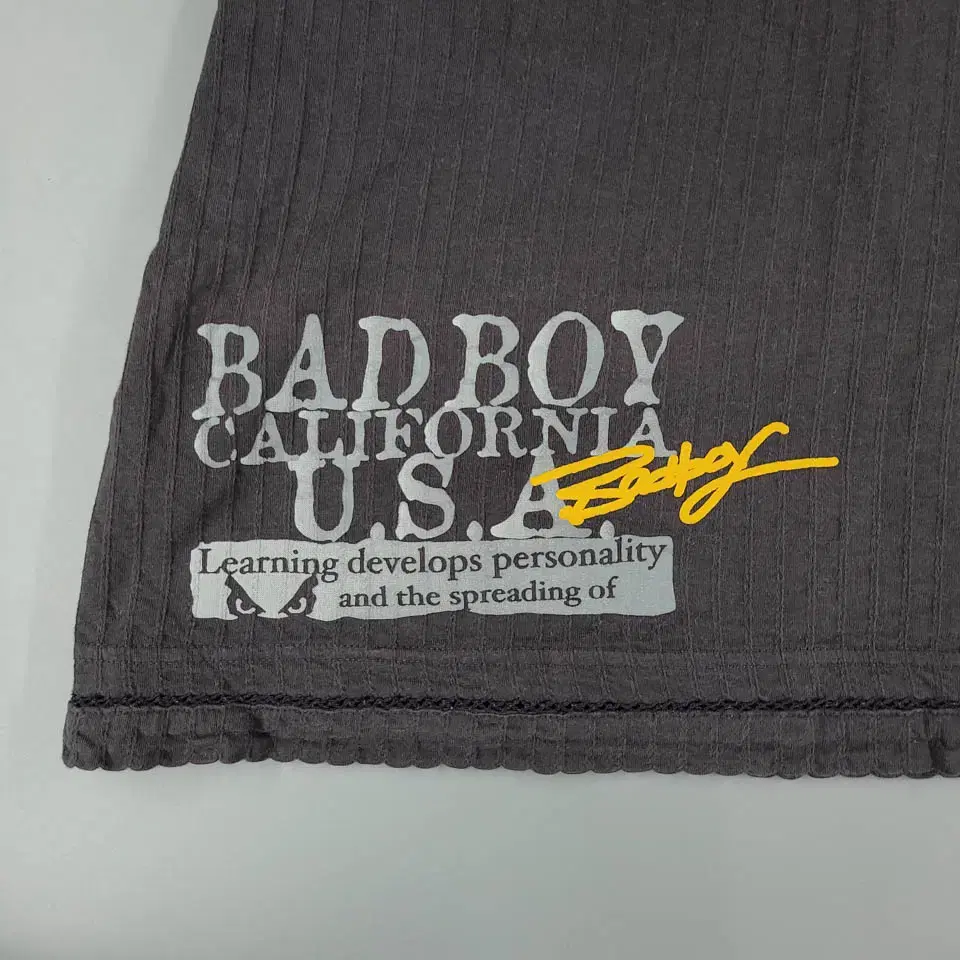 BAD BOY
CALIFORNIA
U.S.A.
Badboy
Learning develops personality
and the spreading of